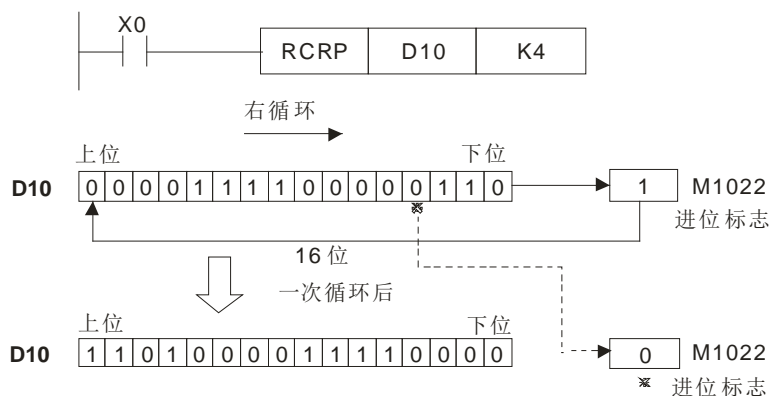 X0
RCRP D10 K4
右循环
上位 下位
D10 0 0 0 0 1 1 1 1 0 0 0 0 0 1 1 0 1 M1022
进位标志
16位
一次循环后
上位 下位
D10 1 1 0 1 0 0 0 0 1 1 1 1 0 0 0 0 0 M1022
※ 进位标志